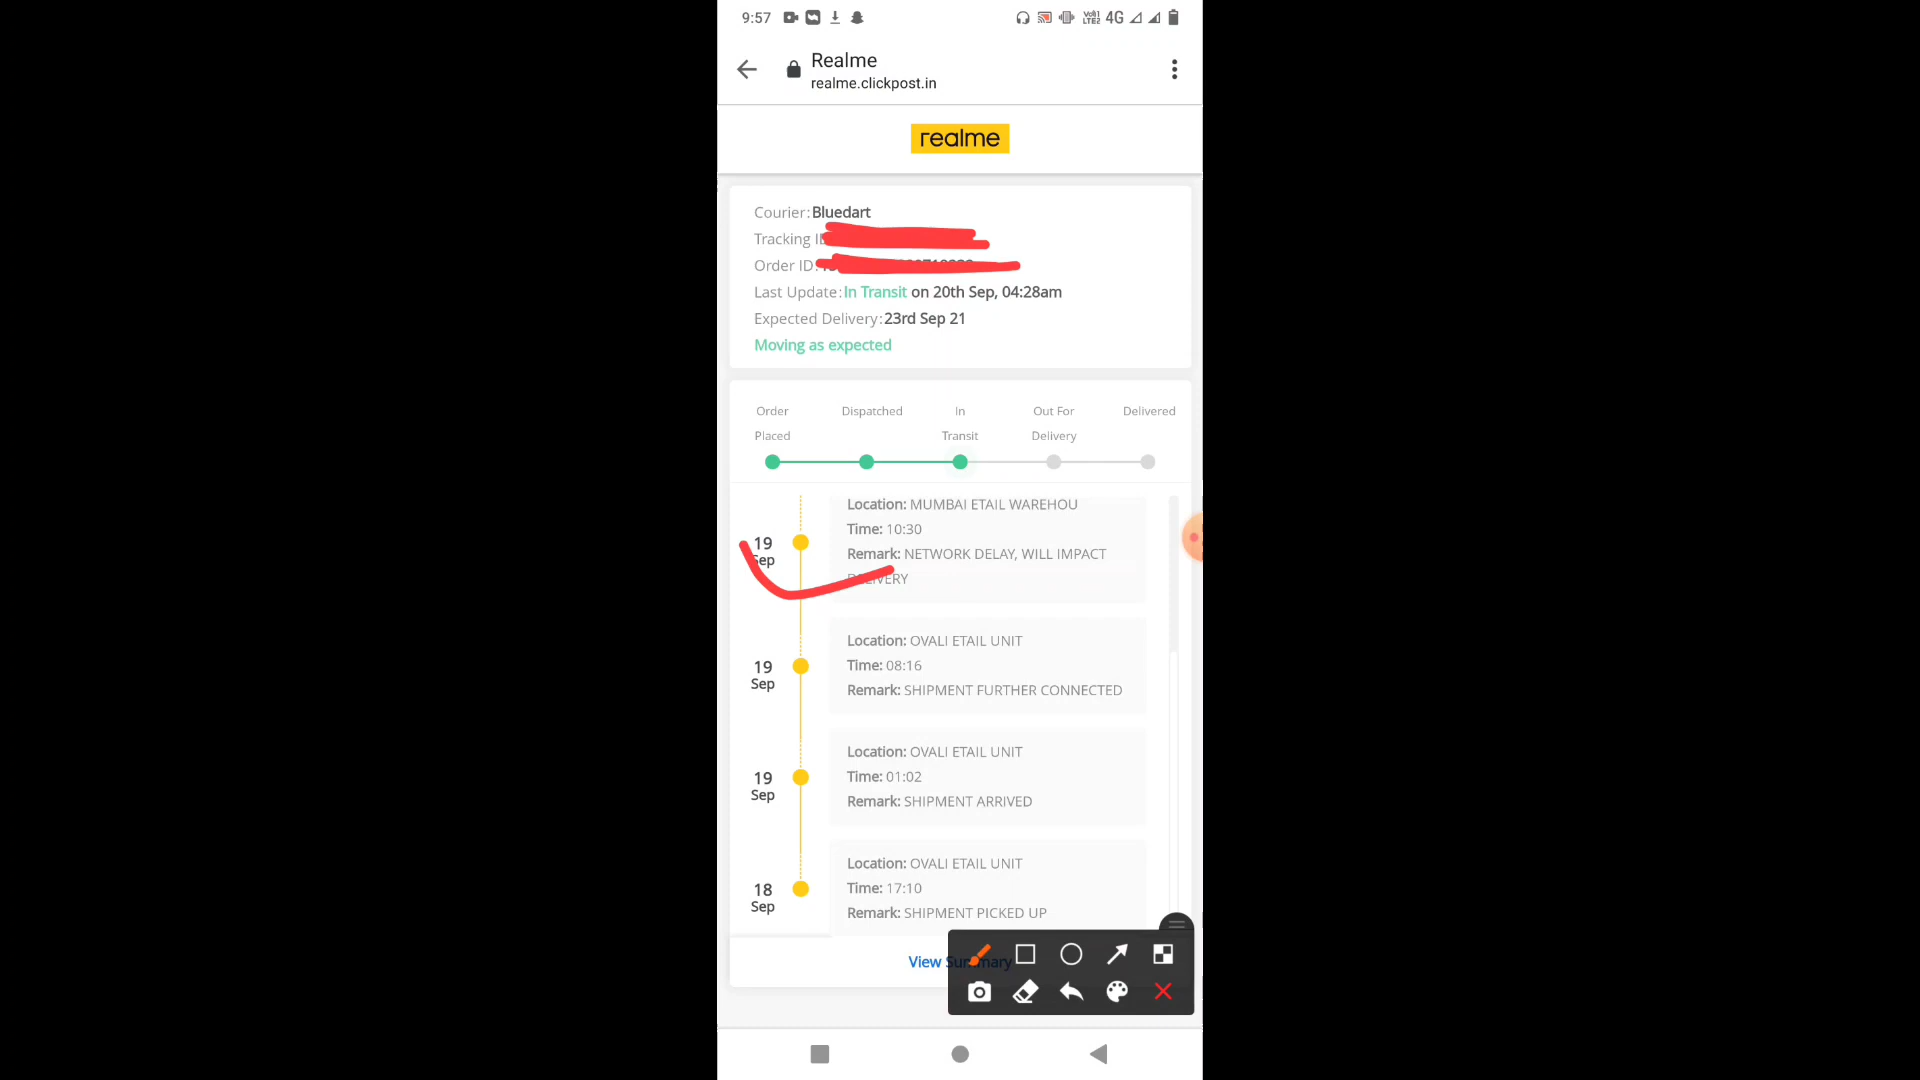 9:57
4G
Realme
realme.clickpost.in
realme
Courier: Bluedart
Tracking
Order ID:
Last Update: In Transit on 20th Sep, 04:28am
Expected Delivery: 23rd Sep 21
Moving as expected
Order Placed
Dispatched
In Transit
Out For Delivery
Delivered
Location: MUMBAI ETAIL WAREHOU
Time: 10:30
19 Sep
Remark: NETWORK DELAY, WILL IMPACT
DELIVERY
Location: OVALI ETAIL UNIT
19 Sep
Time: 08:16
Remark: SHIPMENT FURTHER CONNECTED
Location: OVALI ETAIL UNIT
19 Sep
Time: 01:02
Remark: SHIPMENT ARRIVED
Location: OVALI ETAIL UNIT
18 Sep
Time: 17:10
Remark: SHIPMENT PICKED UP
View Summary